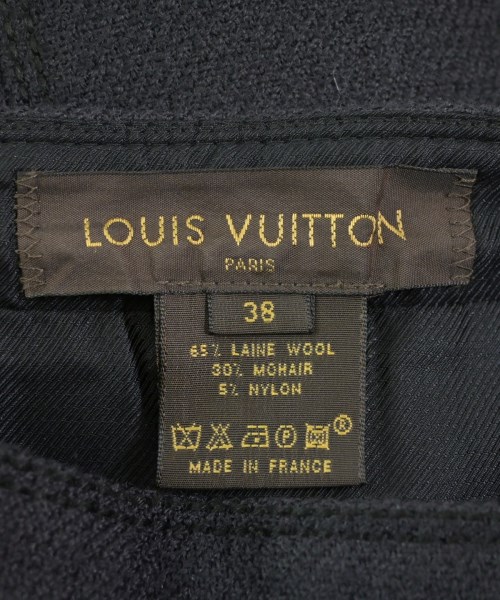 LOUIS VUITTON
PARIS
38
65% LAINE WOOL
30% MOHAIR
5% NYLON
P ®
MADE IN FRANCE